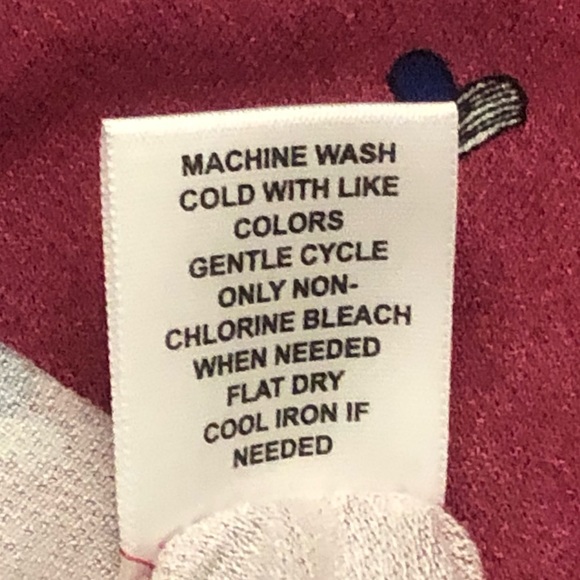 MACHINE WASH
COLD WITH LIKE
COLORS
GENTLE CYCLE
ONLY NON-
CHLORINE BLEACH
WHEN NEEDED
FLAT DRY
COOL IRON IF
NEEDED